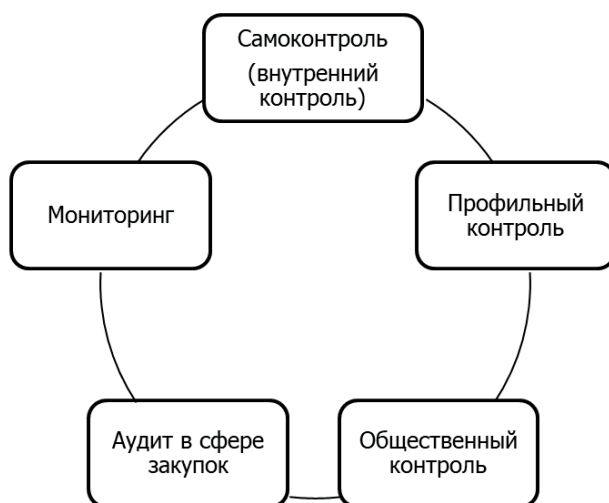 Самоконтроль
(внутренний
контроль)
Мониторинг
Профильный
контроль
Аудит в сфере
закупок
Общественный
контроль